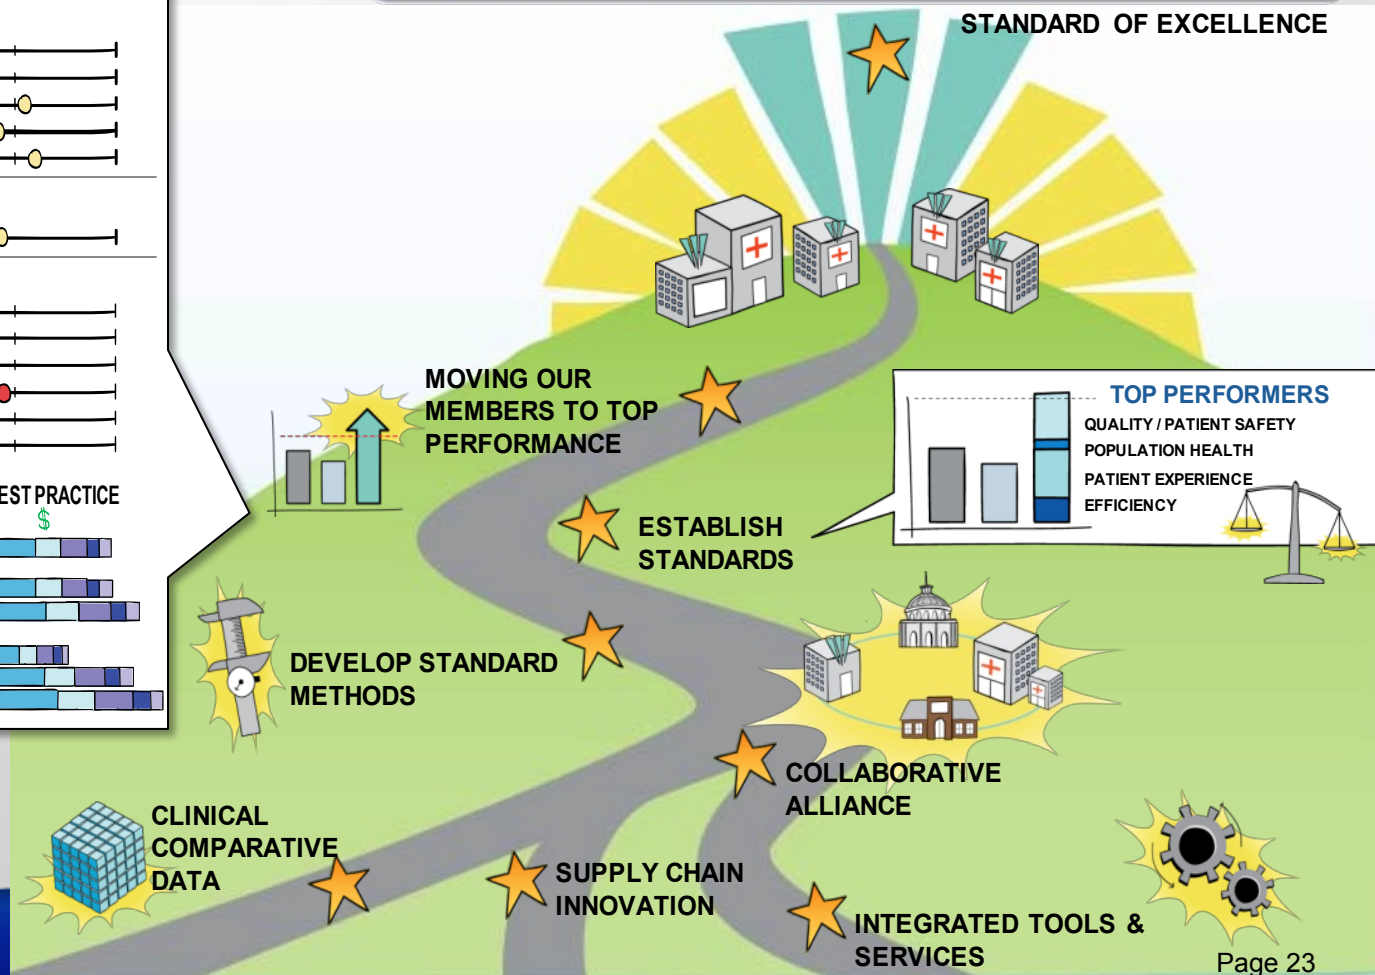 STANDARD OF EXCELLENCE
MOVING OUR
MEMBERS TO TOP
PERFORMANCE
TOP PERFORMERS
QUALITY / PATIENT SAFETY
POPULATION HEALTH
PATIENT EXPERIENCE
EFFICIENCY
EST PRACTICE
$
ESTABLISH
STANDARDS
DEVELOP STANDARD
METHODS
COLLABORATIVE
ALLIANCE
CLINICAL
COMPARATIVE
DATA
SUPPLY CHAIN
INNOVATION
INTEGRATED TOOLS &
SERVICES
Page 23